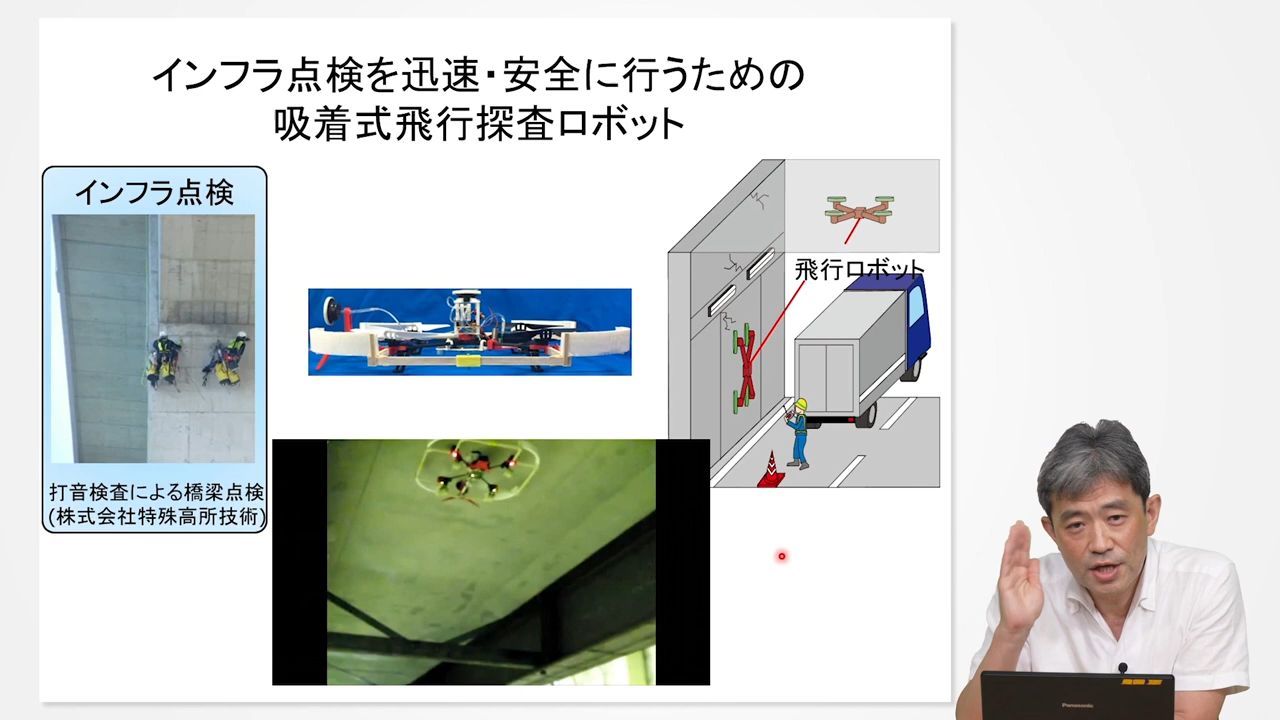 インフラ点検を迅速・安全に行うための
吸着式飛行探査ロボット
インフラ点検
打音検査による橋梁点検
(株式会社特殊高所技術)
飛行ロボット
Panasonic